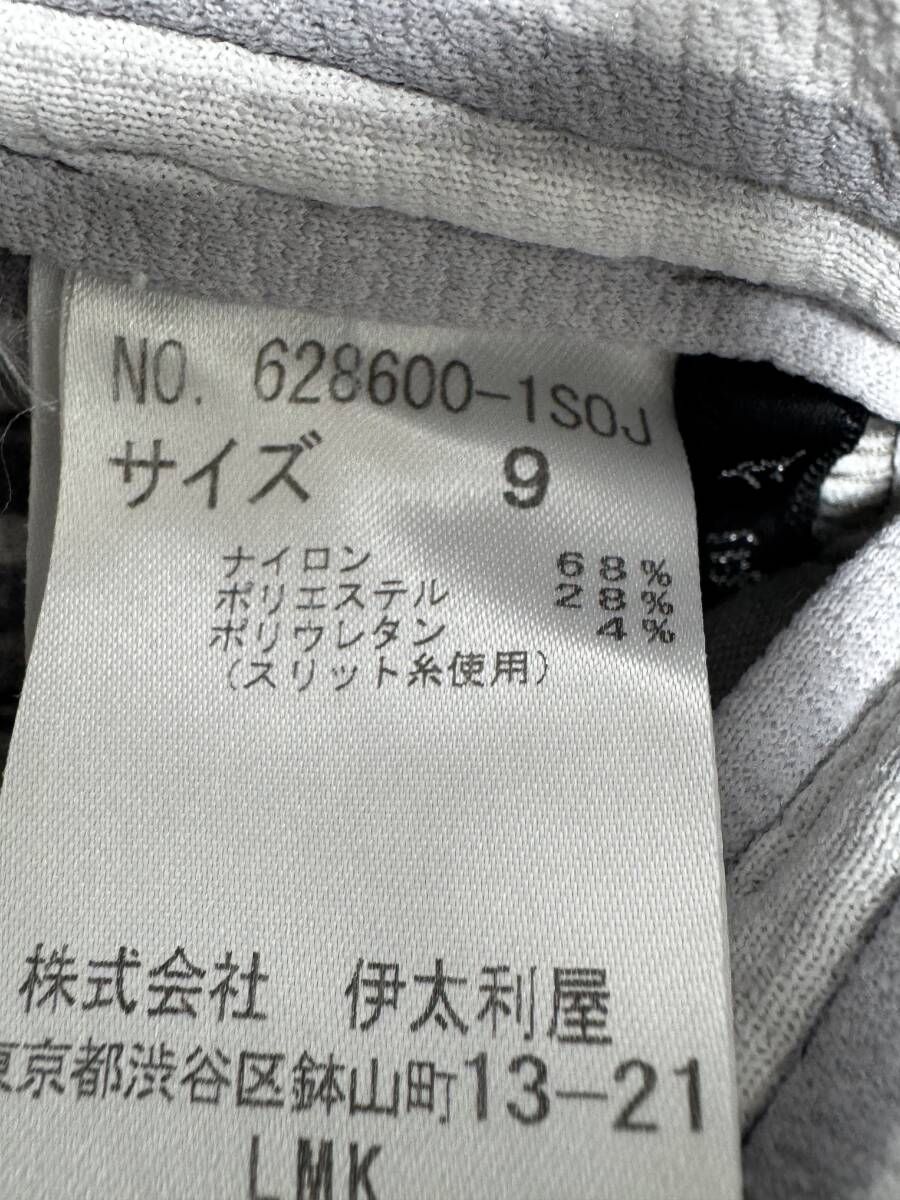 NO. 628600-1SOJ
サイズ 9
ナイロン 68%
ポリエステル 28%
ポリウレタン 4%
(スリット糸使用)
株式会社 伊太利屋
東京都渋谷区鉢山町13-21
LMK